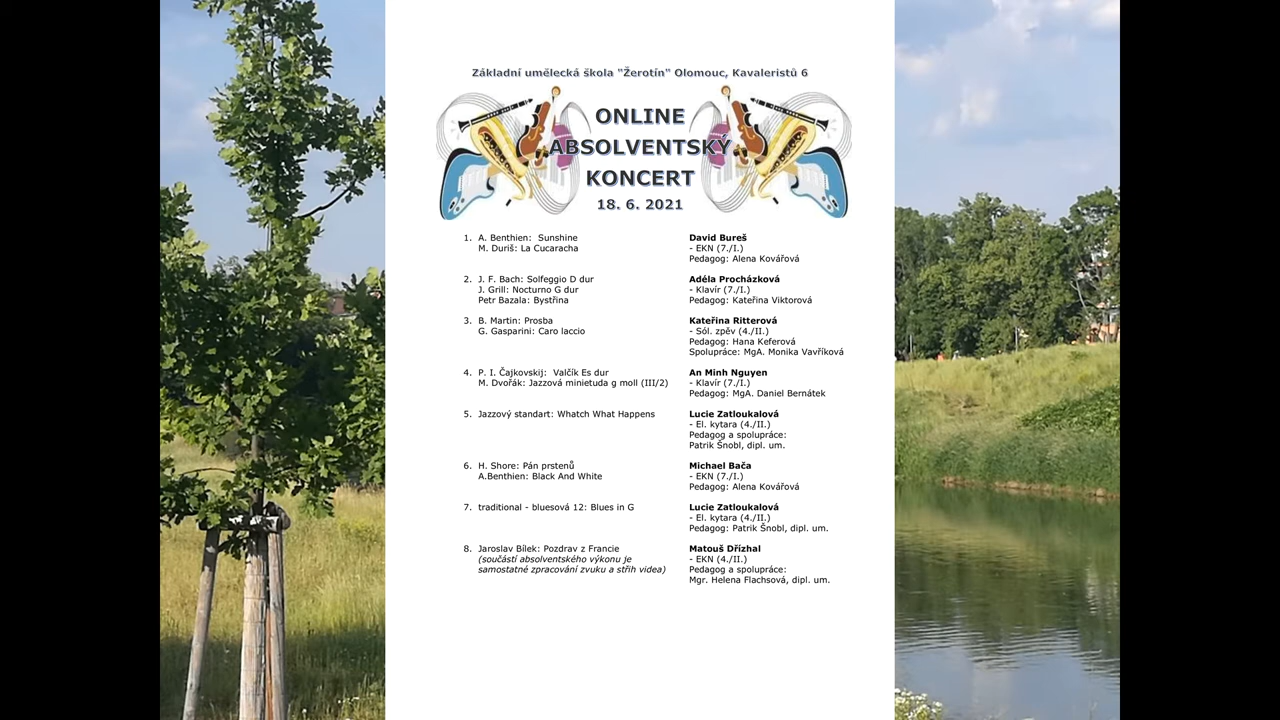 Základní umělecká škola "Žerotín" Olomouc, Kavaleristů 6
ONLINE
ABSOLVENTSKÝ
KONCERT
18. 6. 2021
1. A. Benthien:  Sunshine
M. Duriš: La Cucaracha
David Bureš
- EKN (7./I.)
Pedagog: Alena Kovářová
2. J. F. Bach: Solfeggio D dur
J. Grill: Nocturno G dur
Petr Bazala: Bystřina
Adéla Procházková
- Klavír (7./I.)
Pedagog: Kateřina Viktorová
3. B. Martin: Prosba
G. Gasparini: Caro laccio
Kateřina Ritterová
- Sól. zpěv (4./II.)
Pedagog: Hana Keferová
Spolupráce: MgA. Monika Vavříková
4. P. I. Čajkovskij:  Valčík Es dur
M. Dvořák: Jazzová minietuda g moll (III/2)
An Minh Nguyen
- Klavír (7./I.)
Pedagog: MgA. Daniel Bernátek
5. Jazzový standart: Whatch What Happens
Lucie Zatloukalová
- El. kytara (4./II.)
Pedagog a spolupráce:
Patrik Šnobl, dipl. um.
6. H. Shore: Pán prstenů
A.Benthien: Black And White
Michael Bača
- EKN (7./I.)
Pedagog: Alena Kovářová
7. traditional - bluesová 12: Blues in G
Lucie Zatloukalová
- El. kytara (4./II.)
Pedagog: Patrik Šnobl, dipl. um.
8. Jaroslav Bílek: Pozdrav z Francie
(součástí absolventského výkonu je
samostatné zpracování zvuku a střih videa)
Matouš Dřízhal
- EKN (4./II.)
Pedagog a spolupráce:
Mgr. Helena Flachsová, dipl. um.